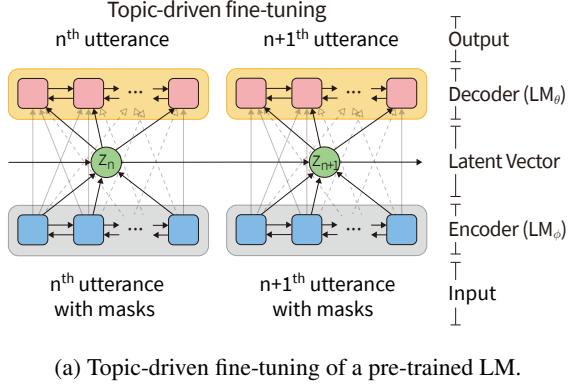 Topic-driven fine-tuning
nth utterance
n+1th utterance
Output
...
...
Decoder (LMθ)
Zn
Zn+1
Latent Vector
...
...
Encoder (LMϕ)
nth utterance
with masks
n+1th utterance
with masks
Input
(a) Topic-driven fine-tuning of a pre-trained LM.